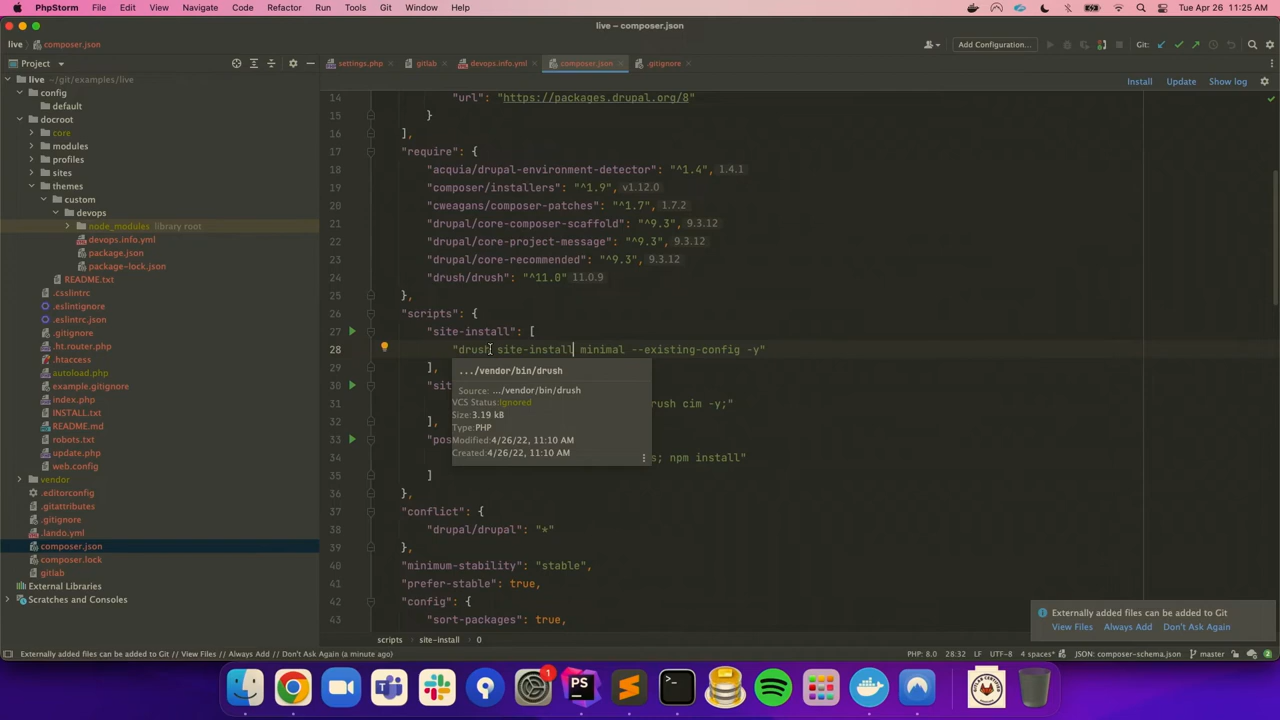 PhpStorm File Edit View Navigate Code Refactor Run Tools Git Window Help Tue Apr 26 11:25 AM
live – composer.json
live composer.json Add Configuration... Git:
Project settings.php gitlab devops.info.yml composer.json .gitignore
live ~/git/examples/live
config
default
docroot
core
modules
profiles
sites
themes
custom
devops
node_modules library root
devops.info.yml
package.json
package-lock.json
README.txt
.csslintrc
.eslintignore
.eslintrc.json
.gitignore
.ht.router.php
.htaccess
autoload.php
example.gitignore
index.php
INSTALL.txt
README.md
robots.txt
update.php
web.config
vendor
.editorconfig
.gitattributes
.gitignore
.lando.yml
composer.json
composer.lock
gitlab
External Libraries
Scratches and Consoles
Install Update Show log
14 "url": "https://packages.drupal.org/8"
15 }
16 ],
17 "require": {
18 "acquia/drupal-environment-detector": "^1.4", 1.4.1
19 "composer/installers": "^1.9", v1.12.0
20 "cweagans/composer-patches": "^1.7", 1.7.2
21 "drupal/core-composer-scaffold": "^9.3", 9.3.12
22 "drupal/core-project-message": "^9.3", 9.3.12
23 "drupal/core-recommended": "^9.3", 9.3.12
24 "drush/drush": "^11.0" 11.0.9
25 },
26 "scripts": {
27 "site-install": [
28 "drush site-install minimal --existing-config -y"
],
30 "sit
rush cim -y;"
32 ],
33 "pos
34 s; npm install"
35 ]
36 },
37 "conflict": {
38 "drupal/drupal": "*"
39 },
40 "minimum-stability": "stable",
41 "prefer-stable": true,
42 "config": {
43 "sort-packages": true,
.../vendor/bin/drush
Source: .../vendor/bin/drush
VCS Status:Ignored
Size:3.19 kB
Type:PHP
Modified:4/26/22, 11:10 AM
Created:4/26/22, 11:10 AM
Externally added files can be added to Git
View Files Always Add Don't Ask Again
scripts site-install 0
Externally added files can be added to Git // View Files // Always Add // Don't Ask Again (a minute ago) PHP: 8.0 28:32 LF UTF-8 4 spaces* JSON: composer-schema.json master
1
PS